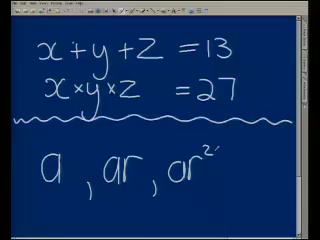 x+y+z = 13
x×y×z = 27
a, ar, ar²